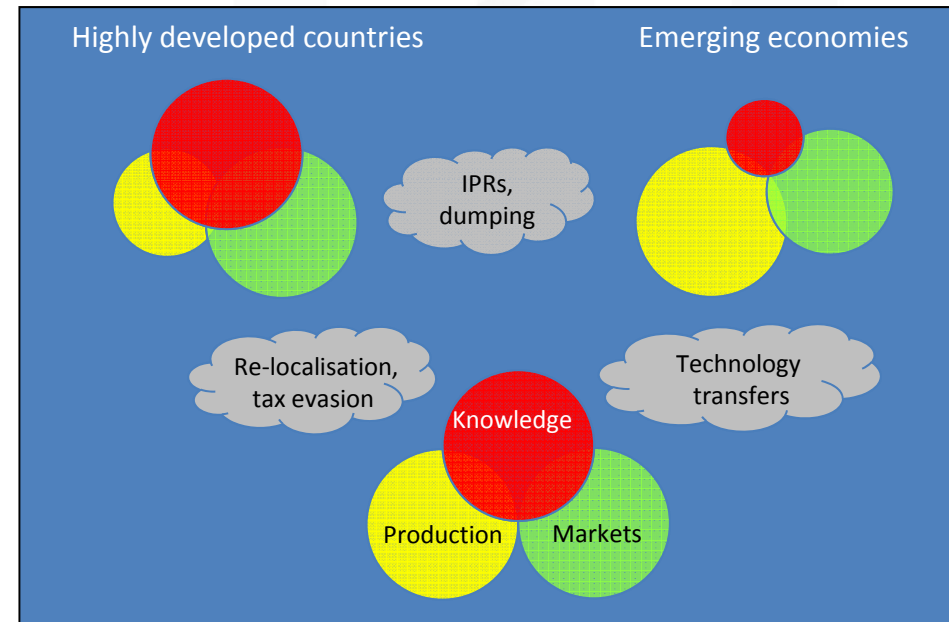 Highly developed countries
Emerging economies
IPRs,
dumping
Re-localisation,
tax evasion
Technology
transfers
Knowledge
Production
Markets